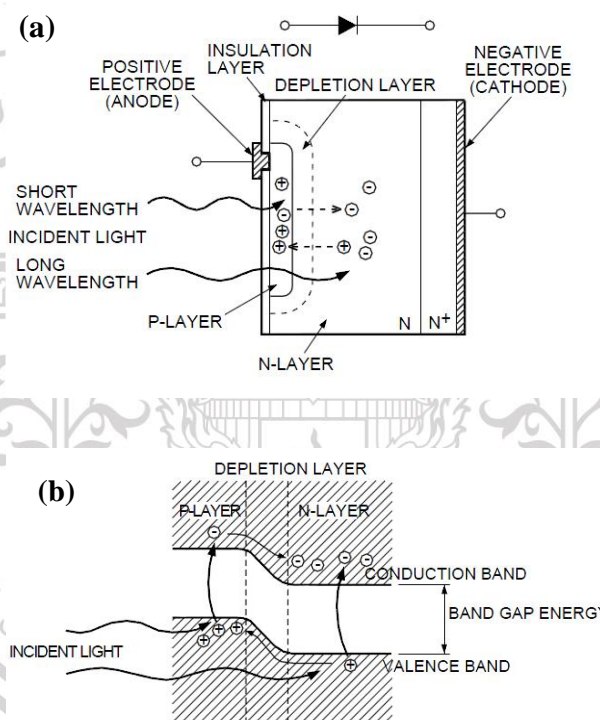 (a)
INSULATION
LAYER
POSITIVE
ELECTRODE
(ANODE)
DEPLETION LAYER
NEGATIVE
ELECTRODE
(CATHODE)
SHORT
WAVELENGTH
INCIDENT LIGHT
LONG
WAVELENGTH
P-LAYER
N-LAYER
N
N+
(b)
DEPLETION LAYER
P-LAYER
N-LAYER
CONDUCTION BAND
BAND GAP ENERGY
INCIDENT LIGHT
VALENCE BAND